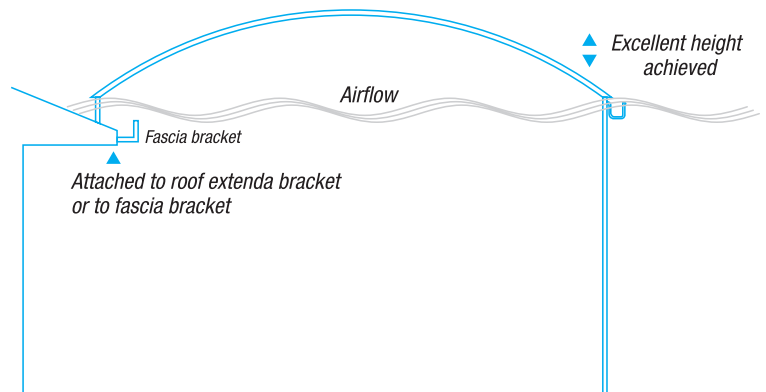 Excellent height
achieved
Airflow
Fascia bracket
Attached to roof extenda bracket
or to fascia bracket